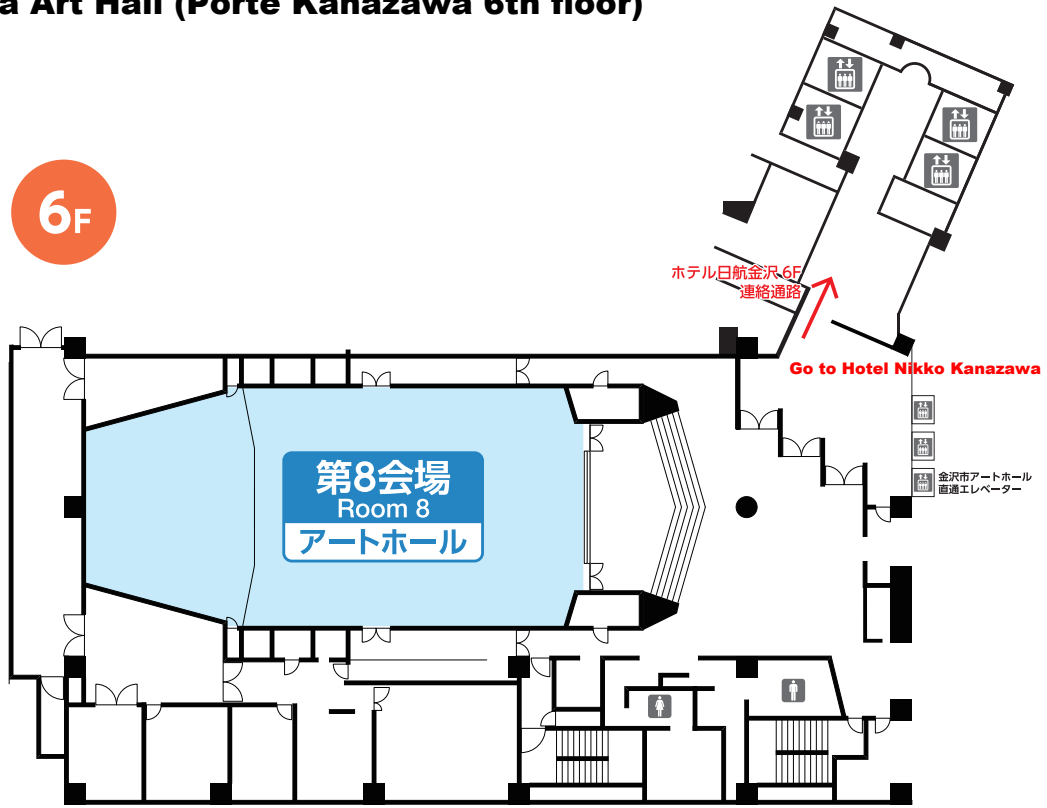 a Art Hall (Porte Kanazawa 6th floor)
6F
ホテル日航金沢 6F
連絡通路
Go to Hotel Nikko Kanazawa
第8会場
Room 8
アートホール
金沢市アートホール
直通エレベーター